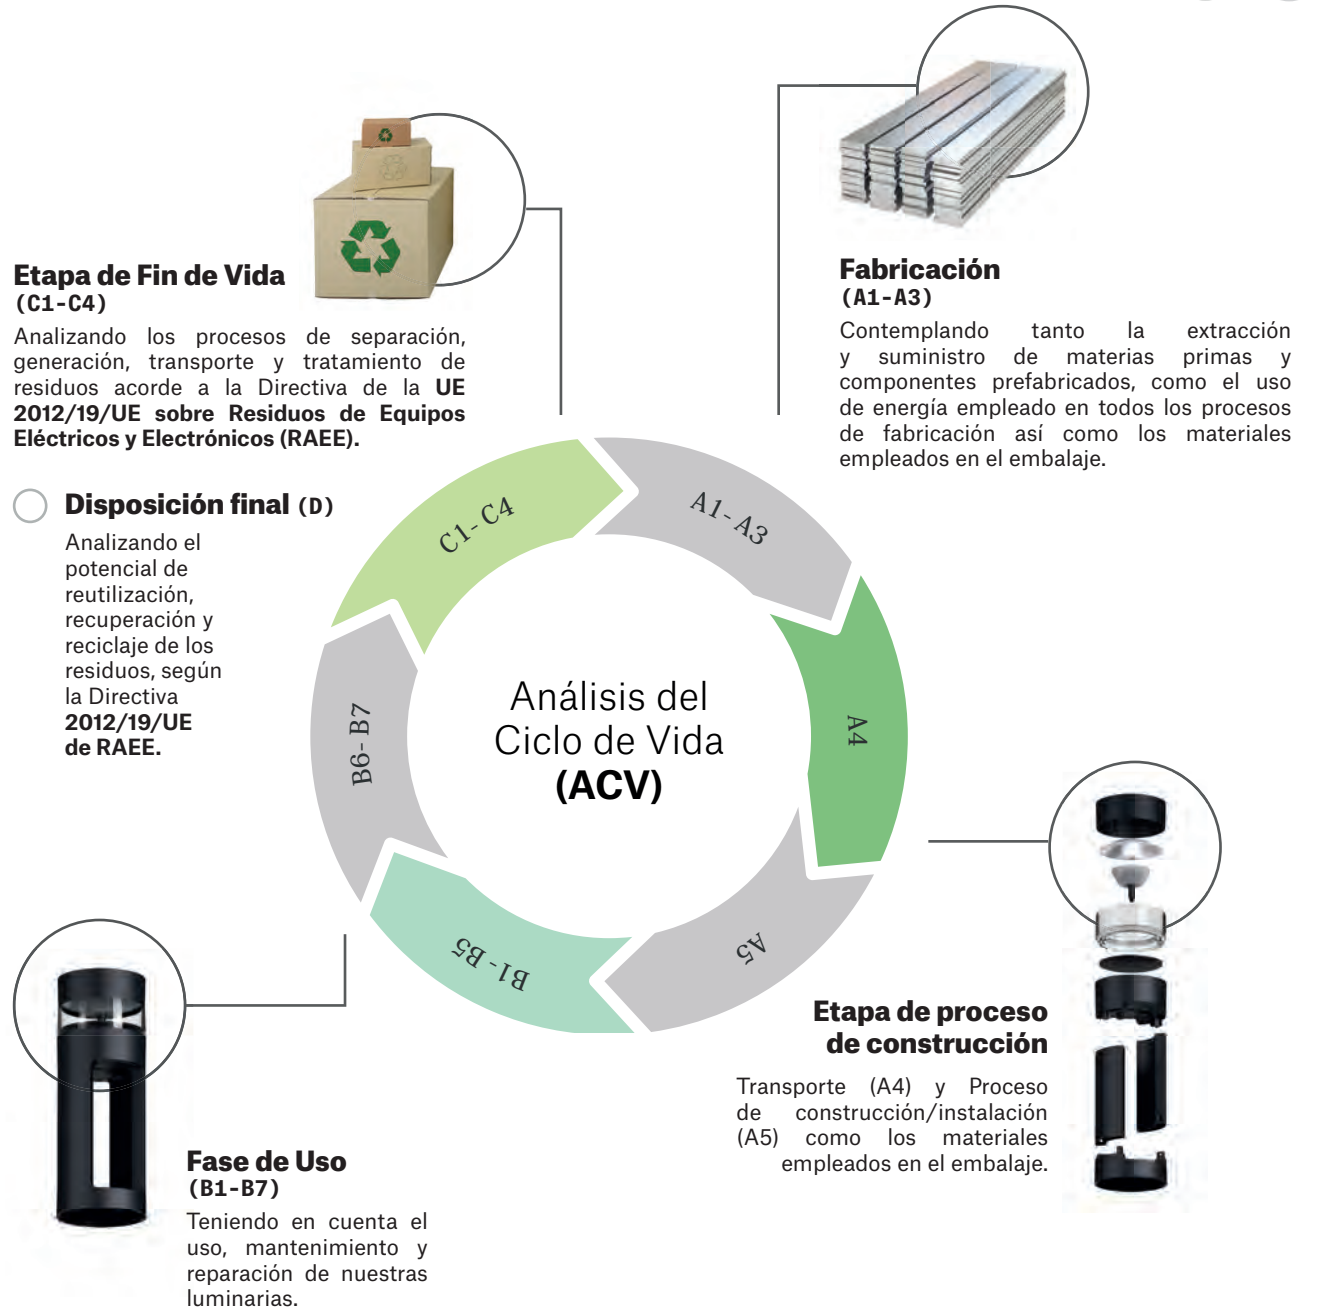 Etapa de Fin de Vida
(C1-C4)
Analizando los procesos de separación,
generación, transporte y tratamiento de
residuos acorde a la Directiva de la UE
2012/19/UE sobre Residuos de Equipos
Eléctricos y Electrónicos (RAEE).
Disposición final (D)
Analizando el
potencial de
reutilización,
recuperación y
reciclaje de los
residuos, según
la Directiva
2012/19/UE
de RAEE.
Fabricación
(A1-A3)
Contemplando tanto la extracción
y suministro de materias primas y
componentes prefabricados, como el uso
de energía empleado en todos los procesos
de fabricación así como los materiales
empleados en el embalaje.
C1-C4
A1-A3
A4
A5
B1-B5
B6-B7
Análisis del
Ciclo de Vida
(ACV)
Etapa de proceso
de construcción
Transporte (A4) y Proceso
de construcción/instalación
(A5) como los materiales
empleados en el embalaje.
Fase de Uso
(B1-B7)
Teniendo en cuenta el
uso, mantenimiento y
reparación de nuestras
luminarias.